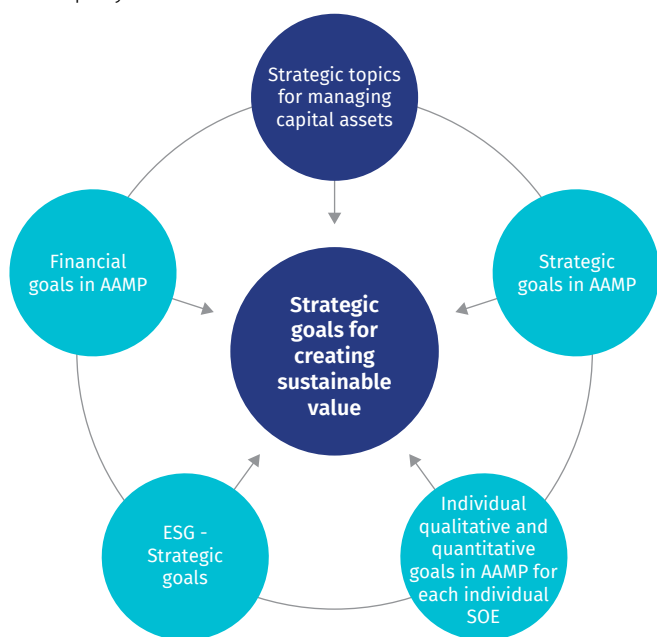 Strategic topics
for managing
capital assets
Financial
goals in AAMP
Strategic
goals in AAMP
Strategic
goals for
creating
sustainable
value
ESG -
Strategic
goals
Individual
qualitative and
quantitative
goals in AAMP for
each individual
SOE